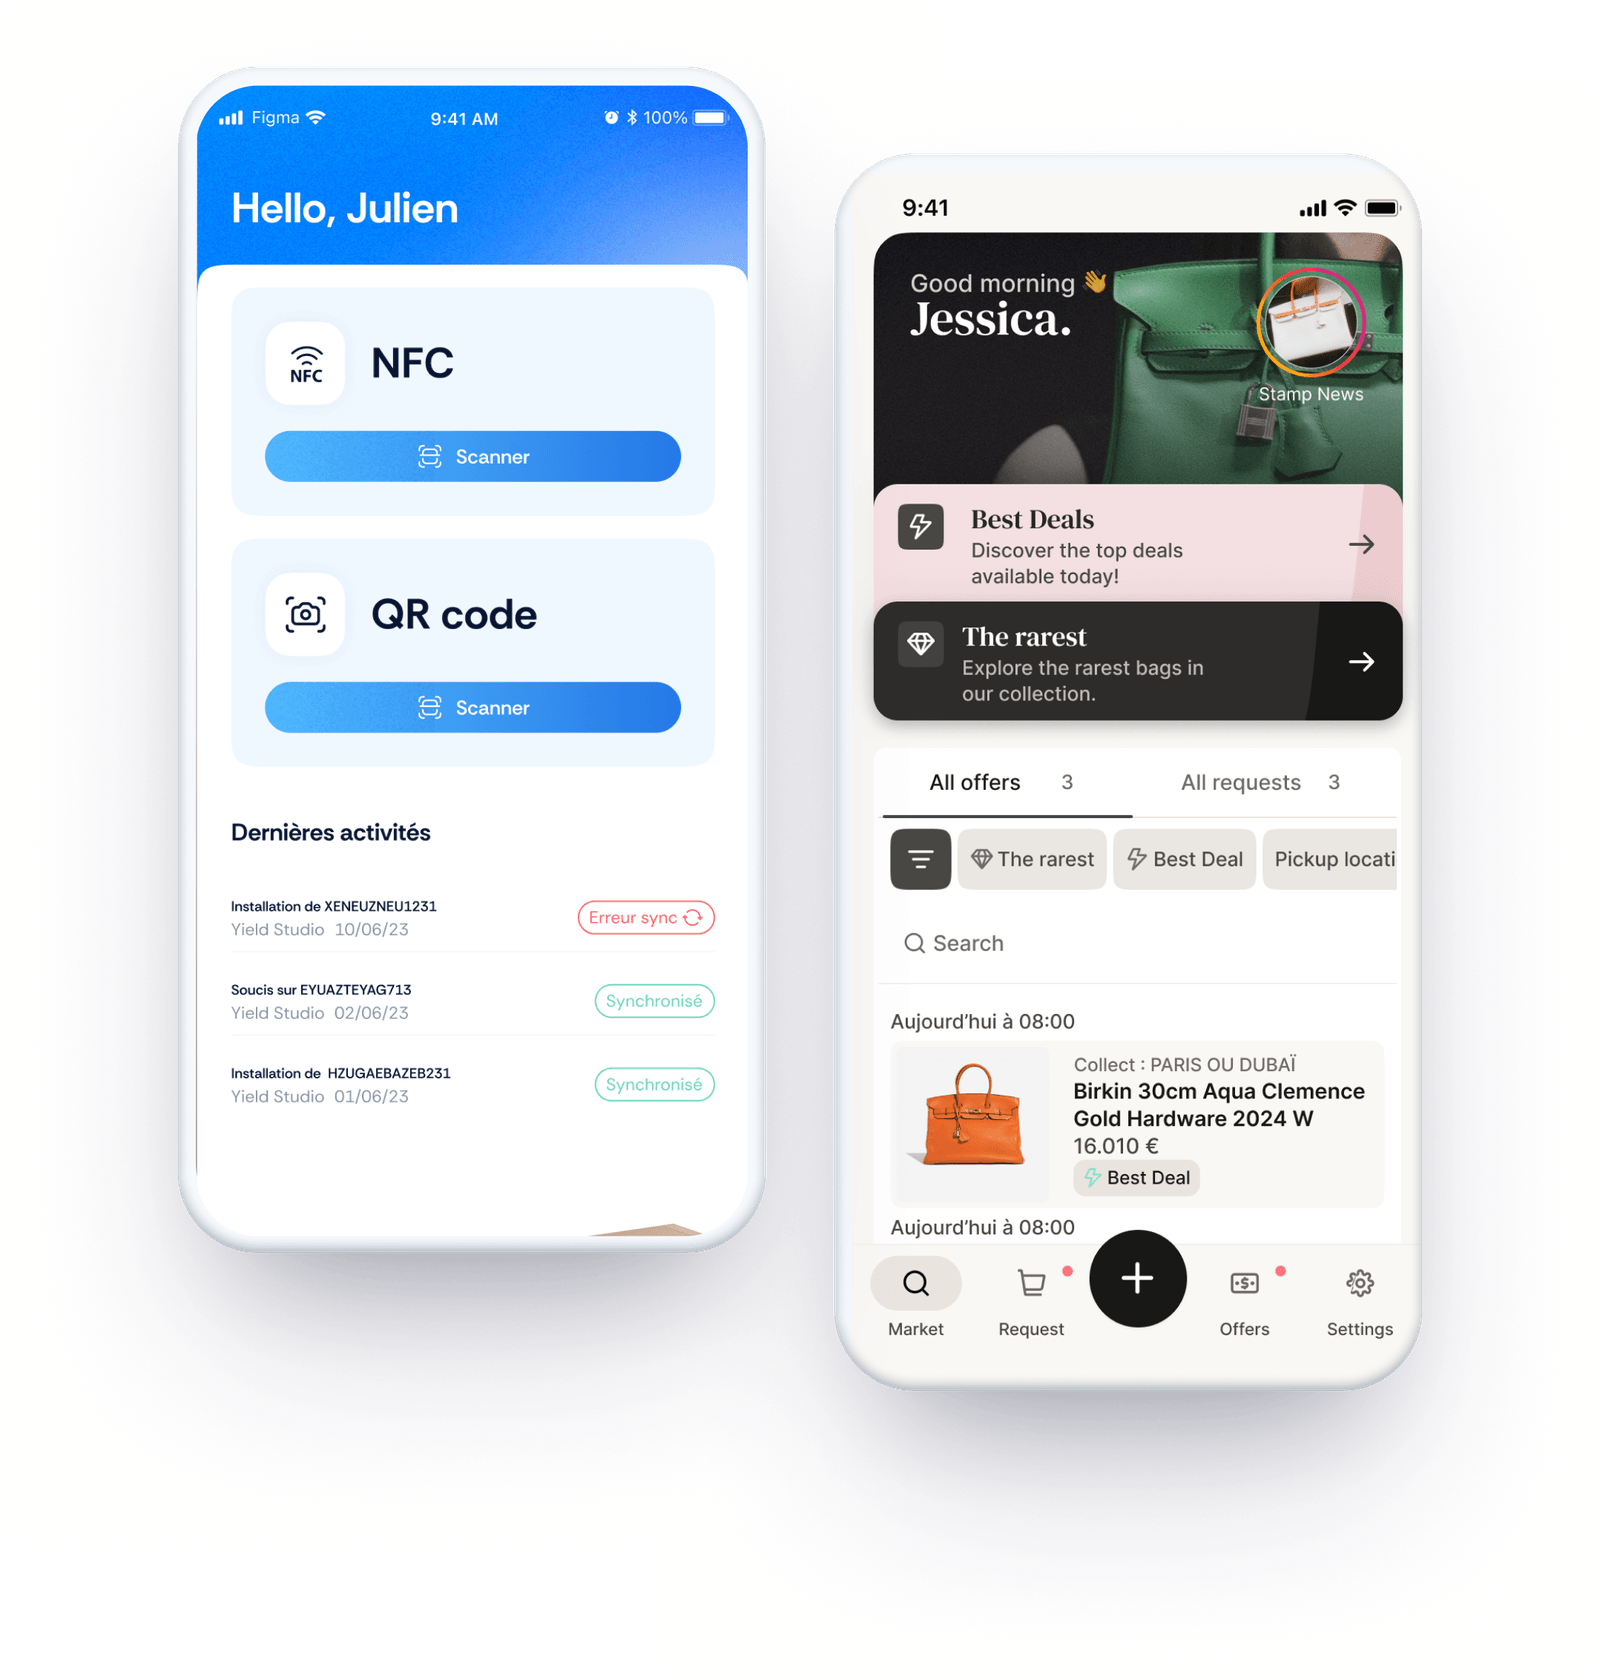 Figma
9:41 AM
100%
Hello, Julien
NFC
NFC
Scanner
QR code
Scanner
Dernières activités
Installation de XENEUZNEU1231
Yield Studio 10/06/23
Erreur sync
Soucis sur EYUAZTEYAG713
Yield Studio 02/06/23
Synchronisé
Installation de HZUGAEBAZEB231
Yield Studio 01/06/23
Synchronisé
9:41
Good morning 👋
Jessica.
Stamp News
Best Deals
Discover the top deals
available today!
The rarest
Explore the rarest bags in
our collection.
All offers 3
All requests 3
The rarest
Best Deal
Pickup locati
Search
Aujourd’hui à 08:00
Collect : PARIS OU DUBAÏ
Birkin 30cm Aqua Clemence
Gold Hardware 2024 W
16.010 €
Best Deal
Aujourd’hui à 08:00
Market
Request
Offers
Settings